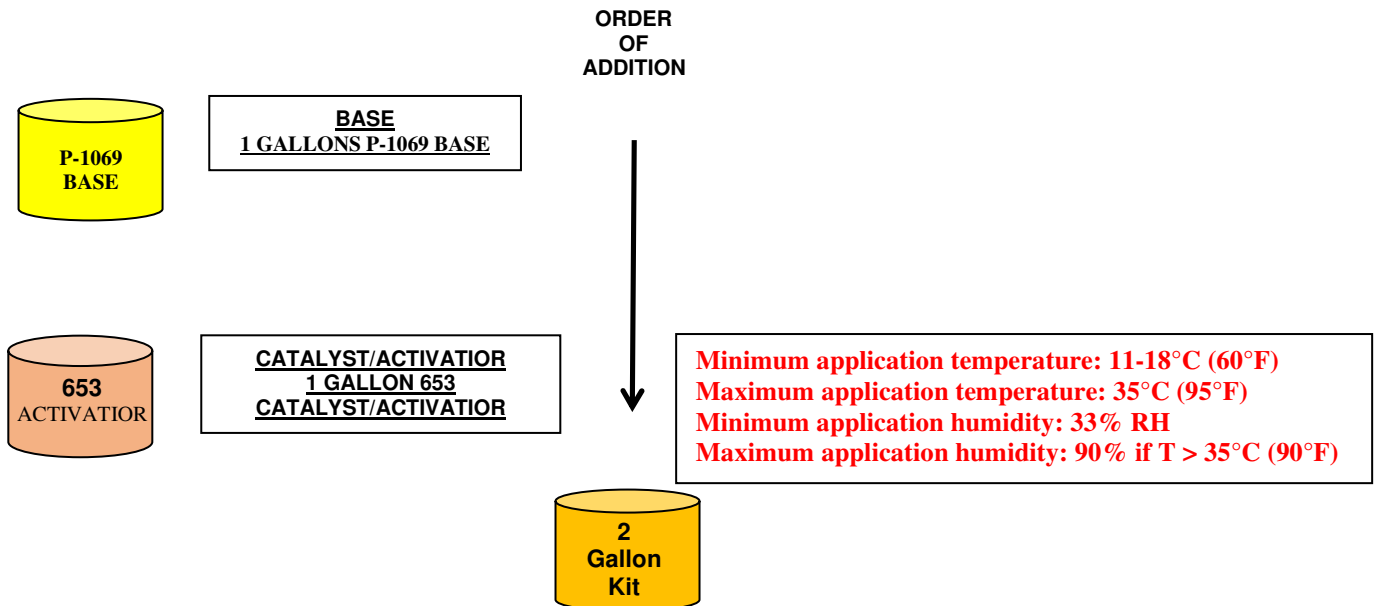 ORDER
OF
ADDITION
P-1069
BASE
BASE
1 GALLONS P-1069 BASE
653
ACTIVATIOR
CATALYST/ACTIVATIOR
1 GALLON 653
CATALYST/ACTIVATIOR
Minimum application temperature: 11-18°C (60°F)
Maximum application temperature: 35°C (95°F)
Minimum application humidity: 33% RH
Maximum application humidity: 90% if T > 35°C (90°F)
2
Gallon
Kit